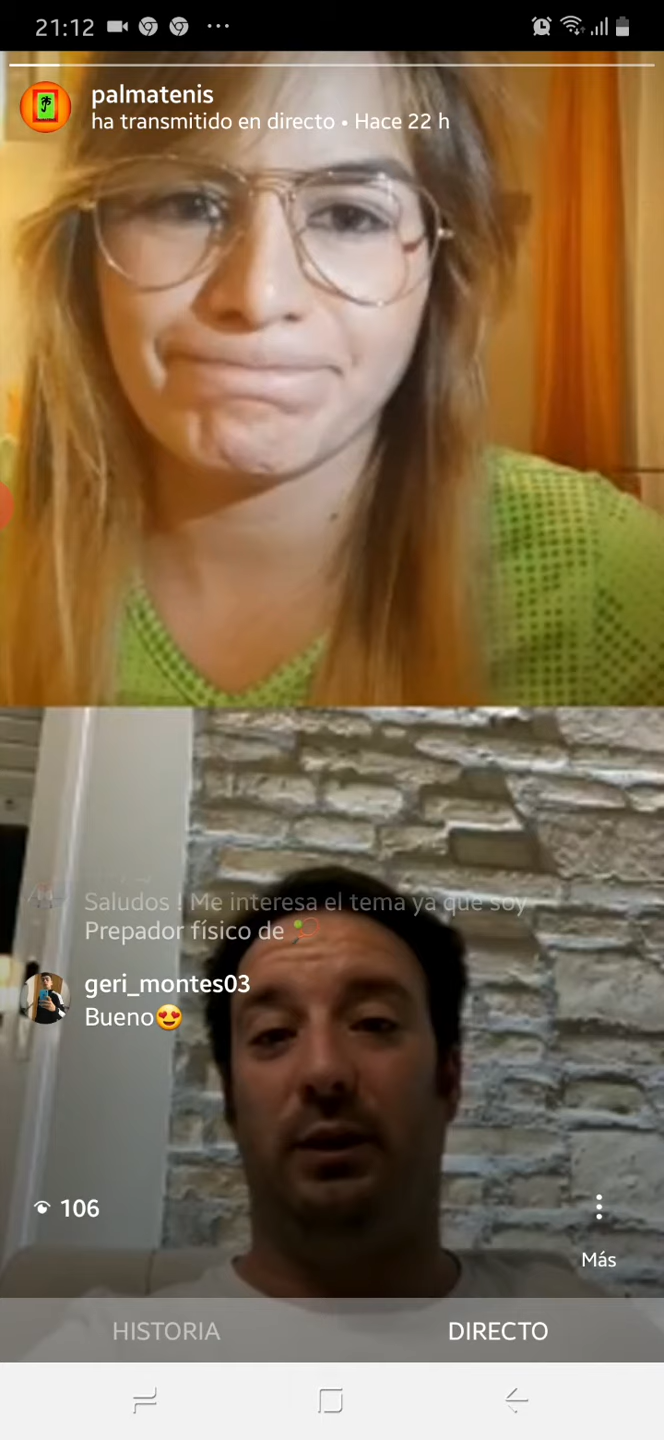 21:12
palmatenis
ha transmitido en directo • Hace 22 h
Saludos ! Me interesa el tema ya que soy
Prepador físico de 🎾
geri_montes03
Bueno😍
106
Más
HISTORIA
DIRECTO